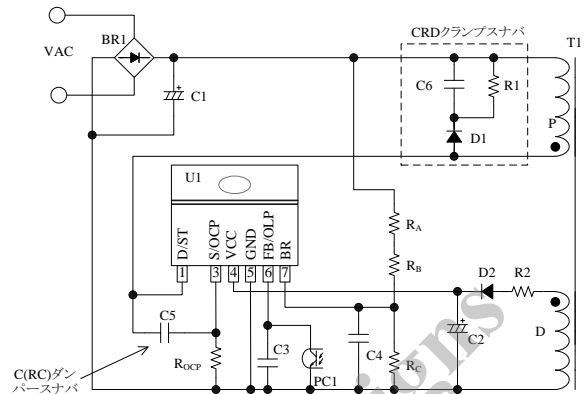 CRDクランプスナバ
VAC
BR1
T1
C1
C6
R1
P
D1
U1
D/ST
S/OCP
VCC
GND
FB/OLP
BR
1
3
4
5
6
7
RA
RB
D2
R2
C5
C(RC)ダン
パースナバ
ROCP
C3
PC1
C4
RC
C2
D